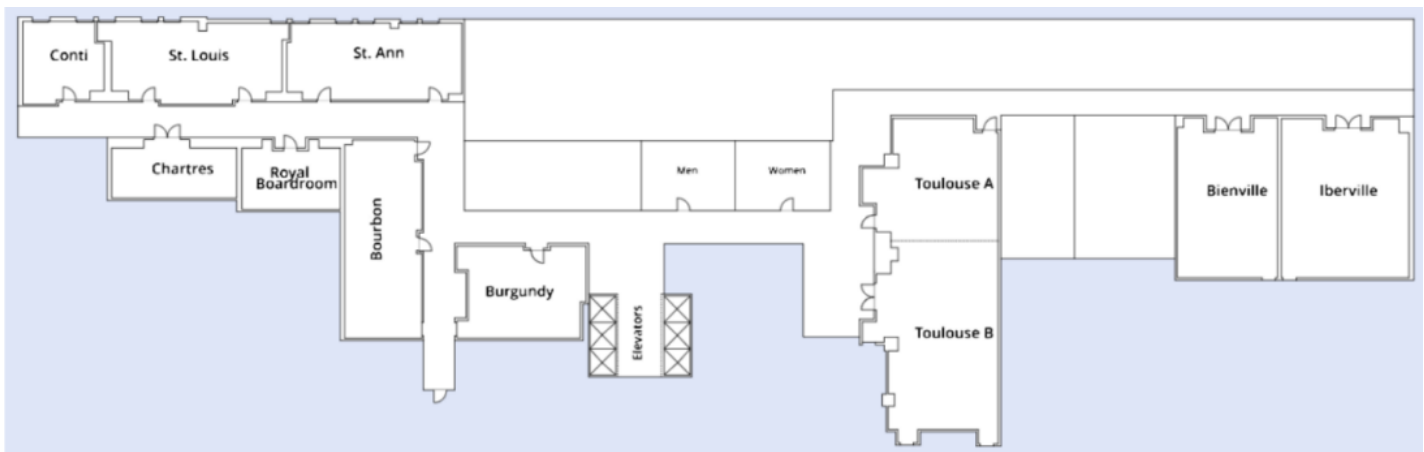 Conti
St. Louis
St. Ann
Chartres
Royal
Boardroom
Bourbon
Burgundy
Elevators
Men
Women
Toulouse A
Toulouse B
Bienville
Iberville